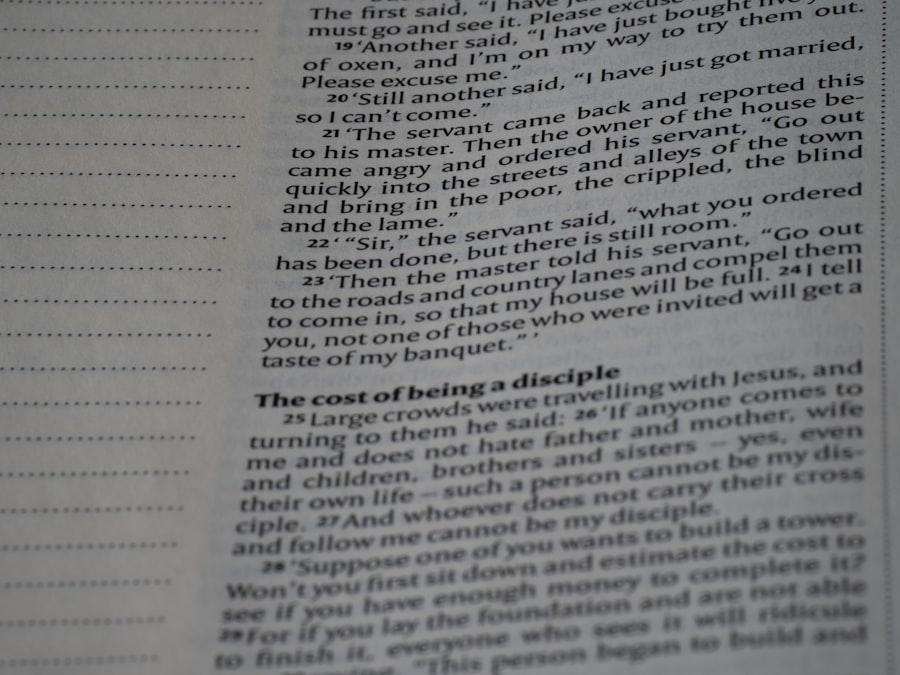 The first said, "I have just
must go and see it. Please excuse
19 'Another said, "I have just bought five
of oxen, and I'm on my way to try them out.
Please excuse me."
20 'Still another said, "I have just got married,
so I can't come."
21 'The servant came back and reported this
to his master. Then the owner of the house be-
came angry and ordered his servant, "Go out
quickly into the streets and alleys of the town
and bring in the poor, the crippled, the blind
and the lame."
22 ' "Sir," the servant said, "what you ordered
has been done, but there is still room."
23 'Then the master told his servant, "Go out
to the roads and country lanes and compel them
to come in, so that my house will be full. 24 I tell
you, not one of those who were invited will get a
taste of my banquet." '
The cost of being a disciple
25 Large crowds were travelling with Jesus, and
turning to them he said: 26 'If anyone comes to
me and does not hate father and mother, wife
and children, brothers and sisters – yes, even
their own life – such a person cannot be my dis-
ciple. 27 And whoever does not carry their cross
and follow me cannot be my disciple.
28 'Suppose one of you wants to build a tower.
Won't you first sit down and estimate the cost to
see if you have enough money to complete it?
29 For if you lay the foundation and are not able
to finish it, everyone who sees it will ridicule
"This person began to build and